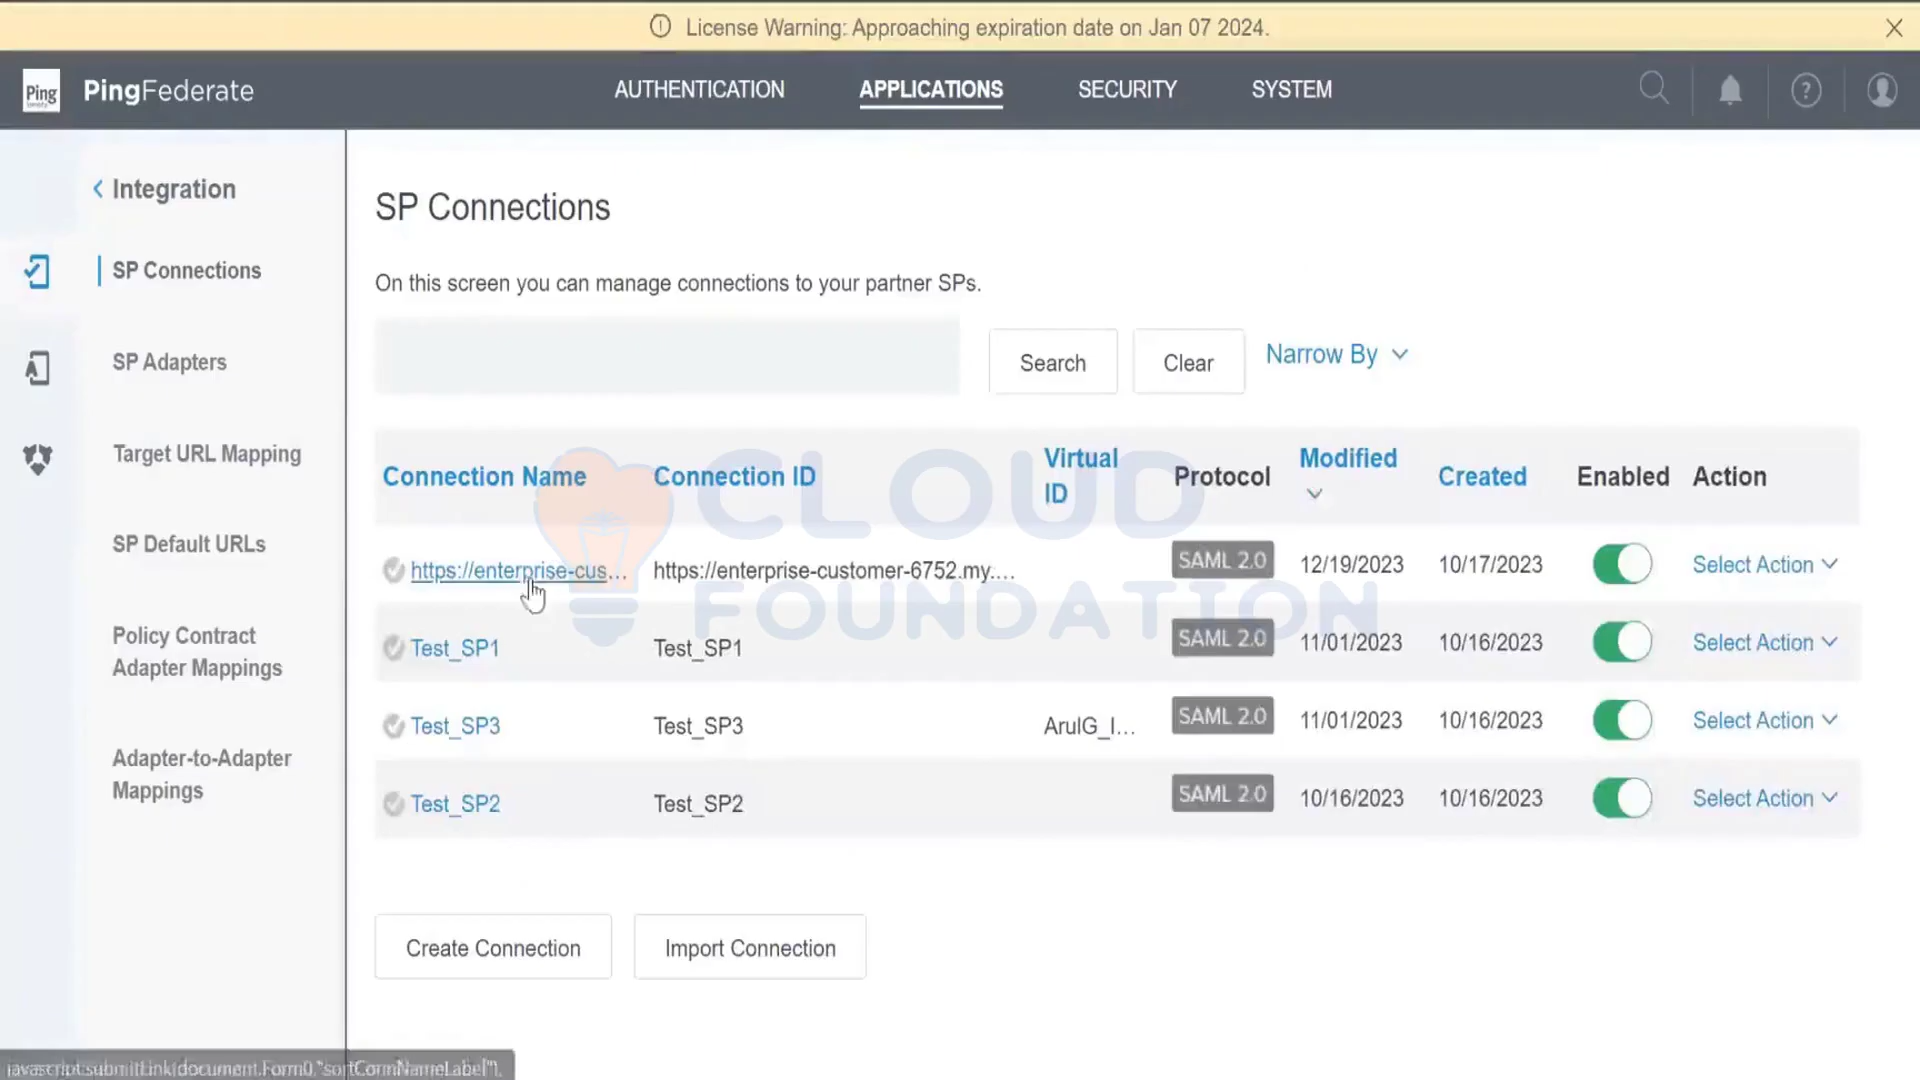 License Warning: Approaching expiration date on Jan 07 2024.
Ping
Identity
PingFederate
AUTHENTICATION
APPLICATIONS
SECURITY
SYSTEM
?
Integration
SP Connections
SP Adapters
Target URL Mapping
SP Default URLs
Policy Contract
Adapter Mappings
Adapter-to-Adapter
Mappings
SP Connections
On this screen you can manage connections to your partner SPs.
Search
Clear
Narrow By
Connection Name
Connection ID
Virtual
ID
Protocol
Modified
Created
Enabled
Action
https://enterprise-cus... https://enterprise-customer-6752.my.... SAML 2.0 12/19/2023 10/17/2023 Select Action
Test_SP1 Test_SP1 SAML 2.0 11/01/2023 10/16/2023 Select Action
Test_SP3 Test_SP3 ArulG_I... SAML 2.0 11/01/2023 10/16/2023 Select Action
Test_SP2 Test_SP2 SAML 2.0 10/16/2023 10/16/2023 Select Action
CLOUD
FOUNDATION
Create Connection
Import Connection
javascript:submitLink(document.Form0,"sortConnNameLabel");